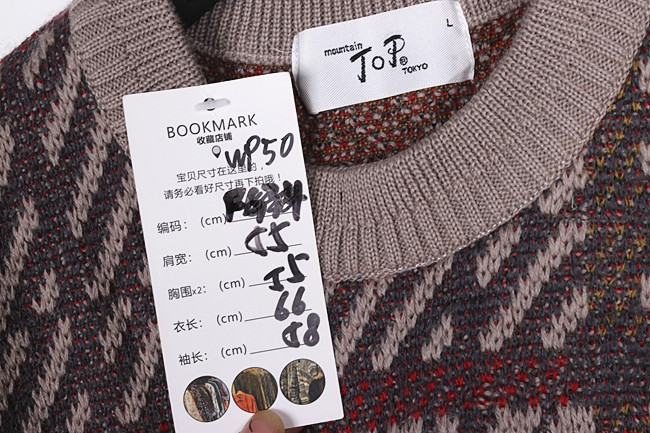 L
mountain
ToP®
TOKYO
BOOKMARK
收藏店铺
WP50
宝贝尺寸在这里的，
请务必看好尺寸再下拍哦！
编码： (cm)
肩宽： (cm) 55
胸围x2： (cm) 55
衣长： (cm) 66
袖长： (cm) 58